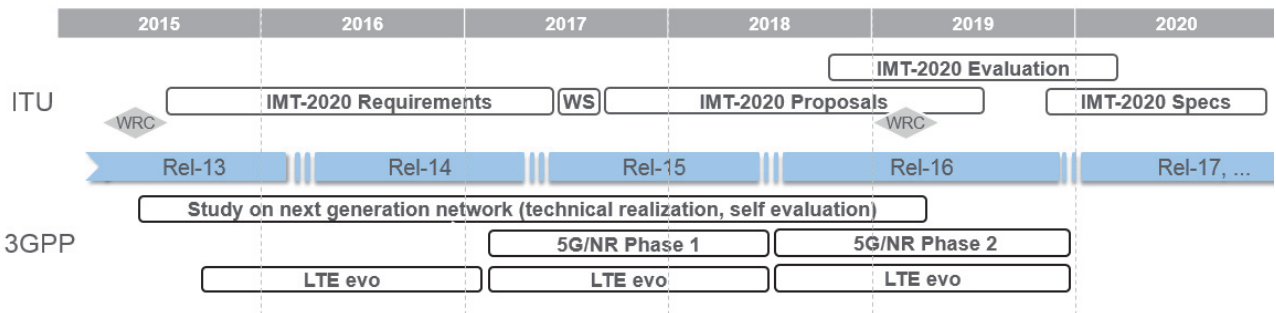 2015 2016 2017 2018 2019 2020
IMT-2020 Evaluation
ITU IMT-2020 Requirements WS IMT-2020 Proposals IMT-2020 Specs
WRC WRC
Rel-13 Rel-14 Rel-15 Rel-16 Rel-17, ...
Study on next generation network (technical realization, self evaluation)
3GPP 5G/NR Phase 1 5G/NR Phase 2
LTE evo LTE evo LTE evo